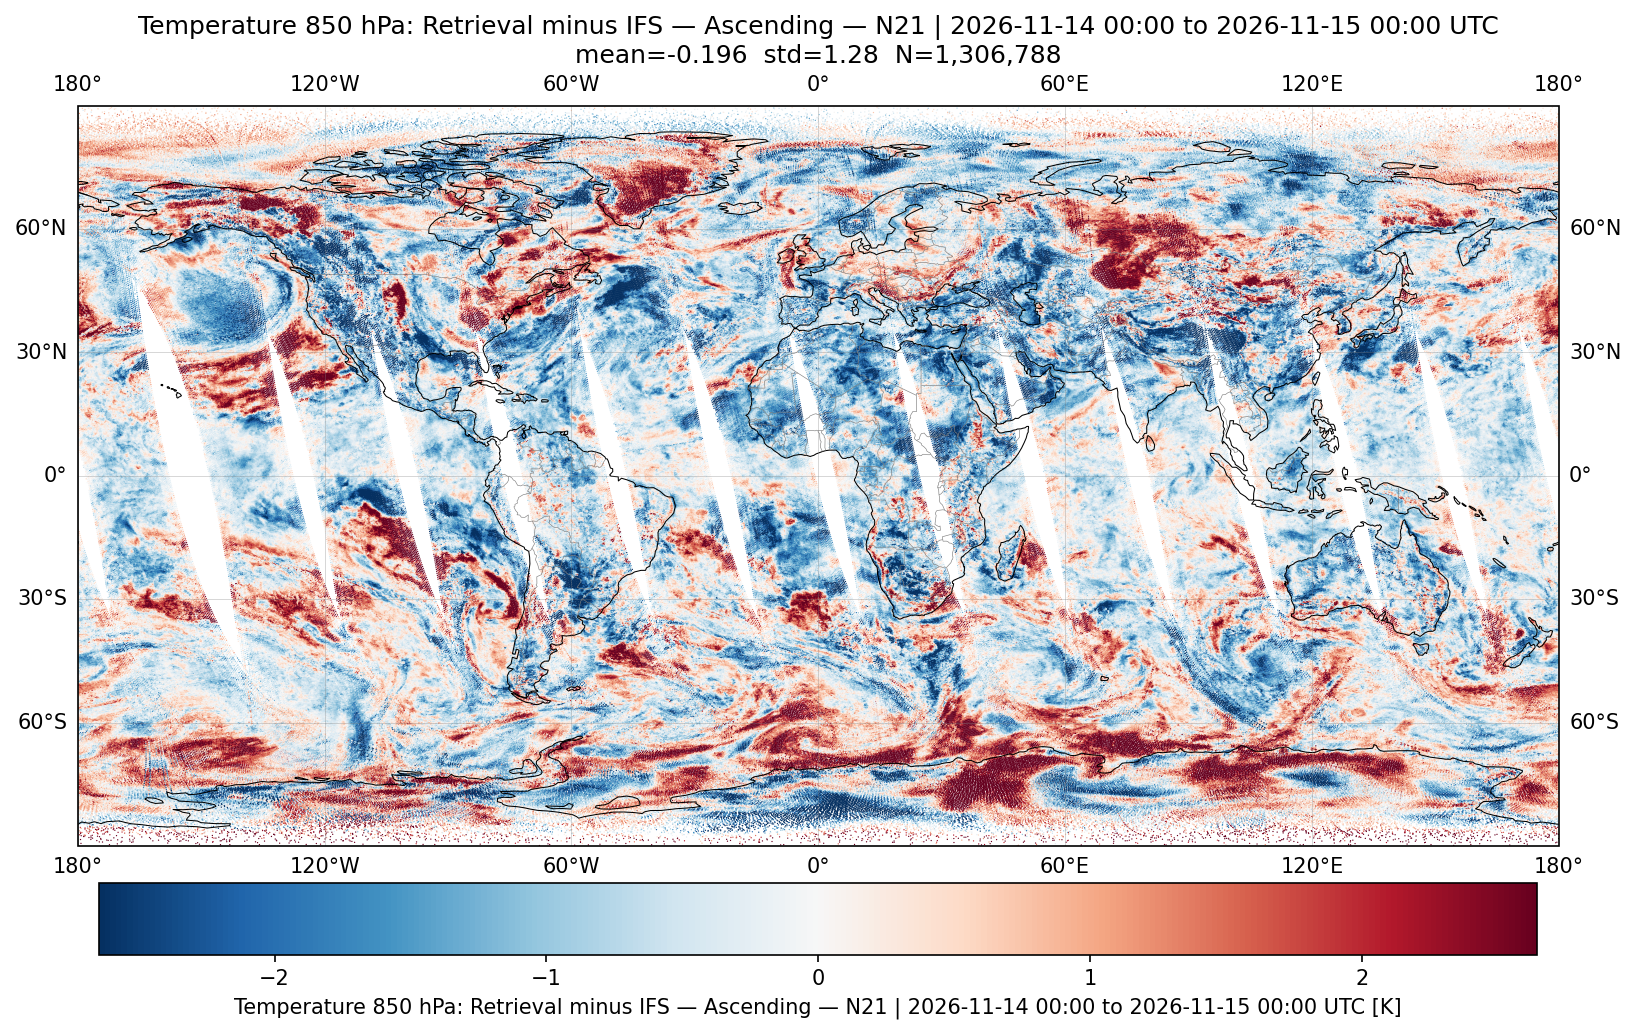 Temperature 850 hPa: Retrieval minus IFS — Ascending — N21 | 2026-11-14 00:00 to 2026-11-15 00:00 UTC
mean=-0.196 std=1.28 N=1,306,788
180° 120°W 60°W 0° 60°E 120°E 180°
60°N 60°N
30°N 30°N
0° 0°
30°S 30°S
60°S 60°S
180° 120°W 60°W 0° 60°E 120°E 180°
−2 −1 0 1 2
Temperature 850 hPa: Retrieval minus IFS — Ascending — N21 | 2026-11-14 00:00 to 2026-11-15 00:00 UTC [K]